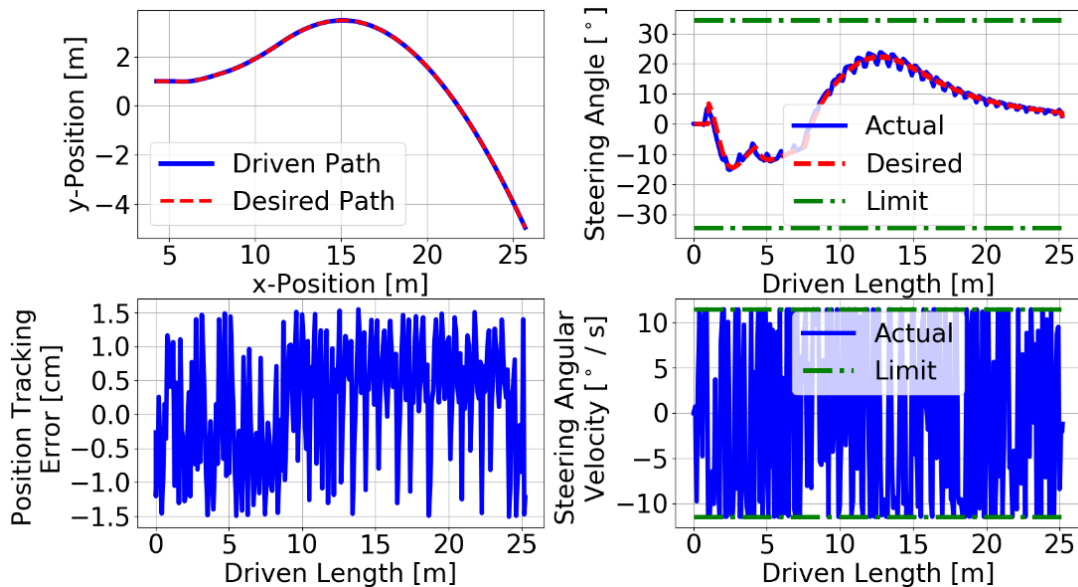 y-Position [m]
2
0
−2
−4
Driven Path
Desired Path
5
10
15
20
25
x-Position [m]
Steering Angle [°]
30
20
10
0
−10
−20
−30
Actual
Desired
Limit
0
5
10
15
20
25
Driven Length [m]
Position Tracking
Error [cm]
1.5
1.0
0.5
0.0
−0.5
−1.0
−1.5
0
5
10
15
20
25
Driven Length [m]
Steering Angular
Velocity [° / s]
10
5
0
−5
−10
Actual
Limit
0
5
10
15
20
25
Driven Length [m]